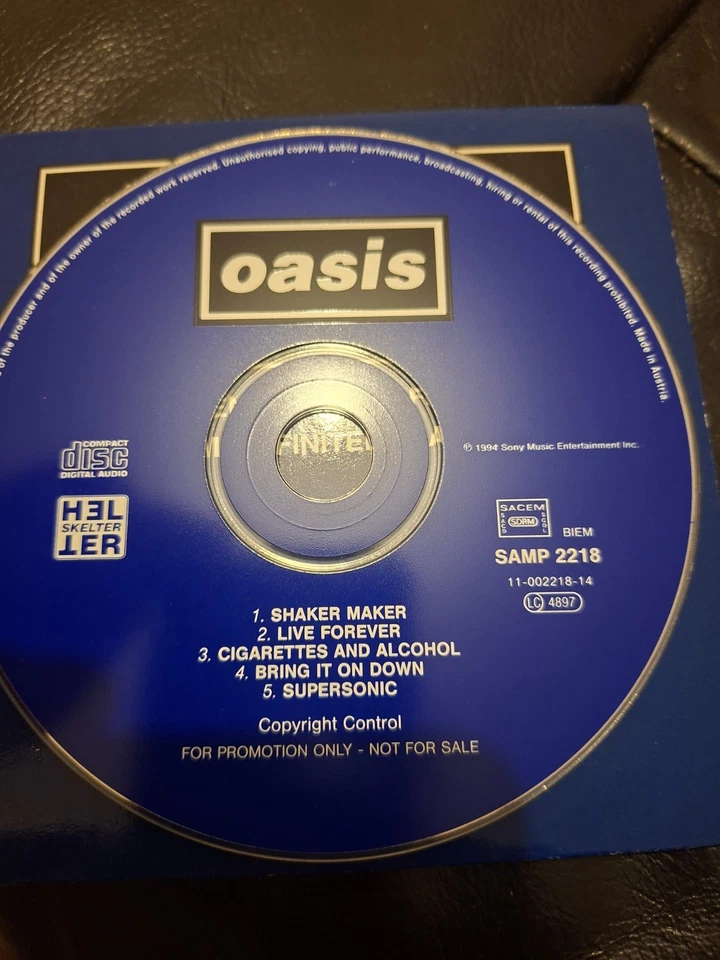 of the producer and of the owner of the recorded work reserved. Unauthorised copying, public performance, broadcasting, hiring or rental of this recording prohibited. Made in Austria.
oasis
FINITEL
COMPACT
disc
DIGITAL AUDIO
℗ 1994 Sony Music Entertainment Inc.
HEL
SKELTER
TER
SACEM
SACD
SDRM
SGDL
BIEM
SAMP 2218
11-002218-14
LC 4897
1. SHAKER MAKER
2. LIVE FOREVER
3. CIGARETTES AND ALCOHOL
4. BRING IT ON DOWN
5. SUPERSONIC
Copyright Control
FOR PROMOTION ONLY - NOT FOR SALE